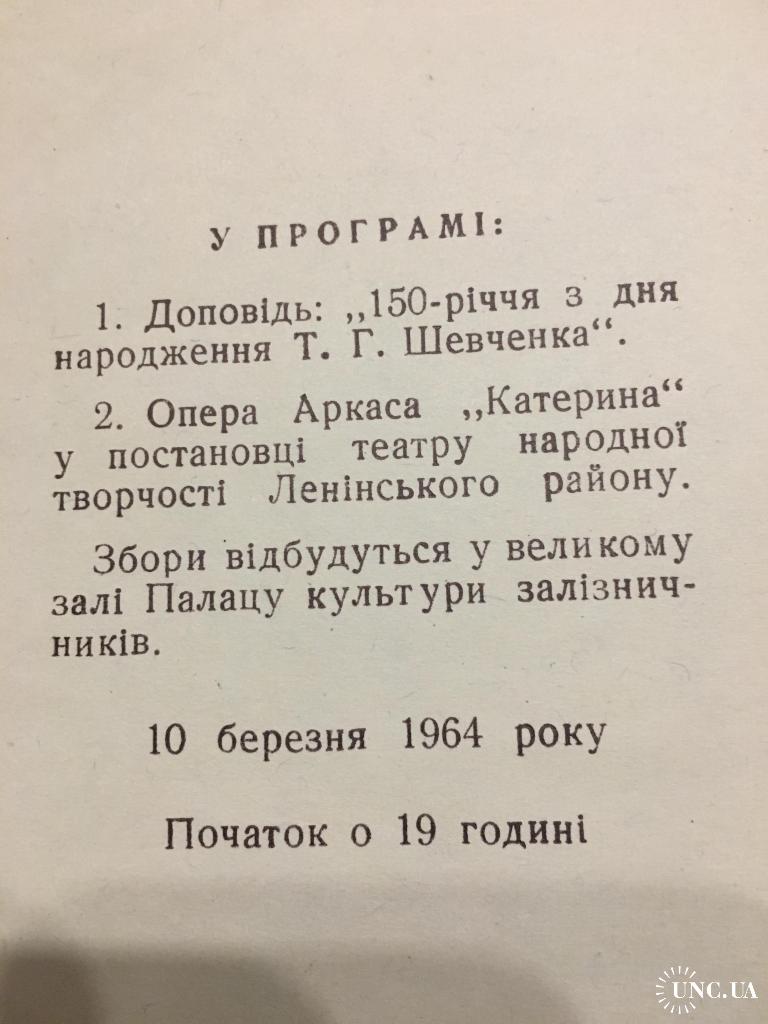 У ПРОГРАМІ:
1. Доповідь: „150-річчя з дня
народження Т. Г. Шевченка“.
2. Опера Аркаса „Катерина“
у постановці театру народної
творчості Ленінського району.
Збори відбудуться у великому
залі Палацу культури залізнич-
ників.
10 березня 1964 року
Початок о 19 годині
UNC.UA